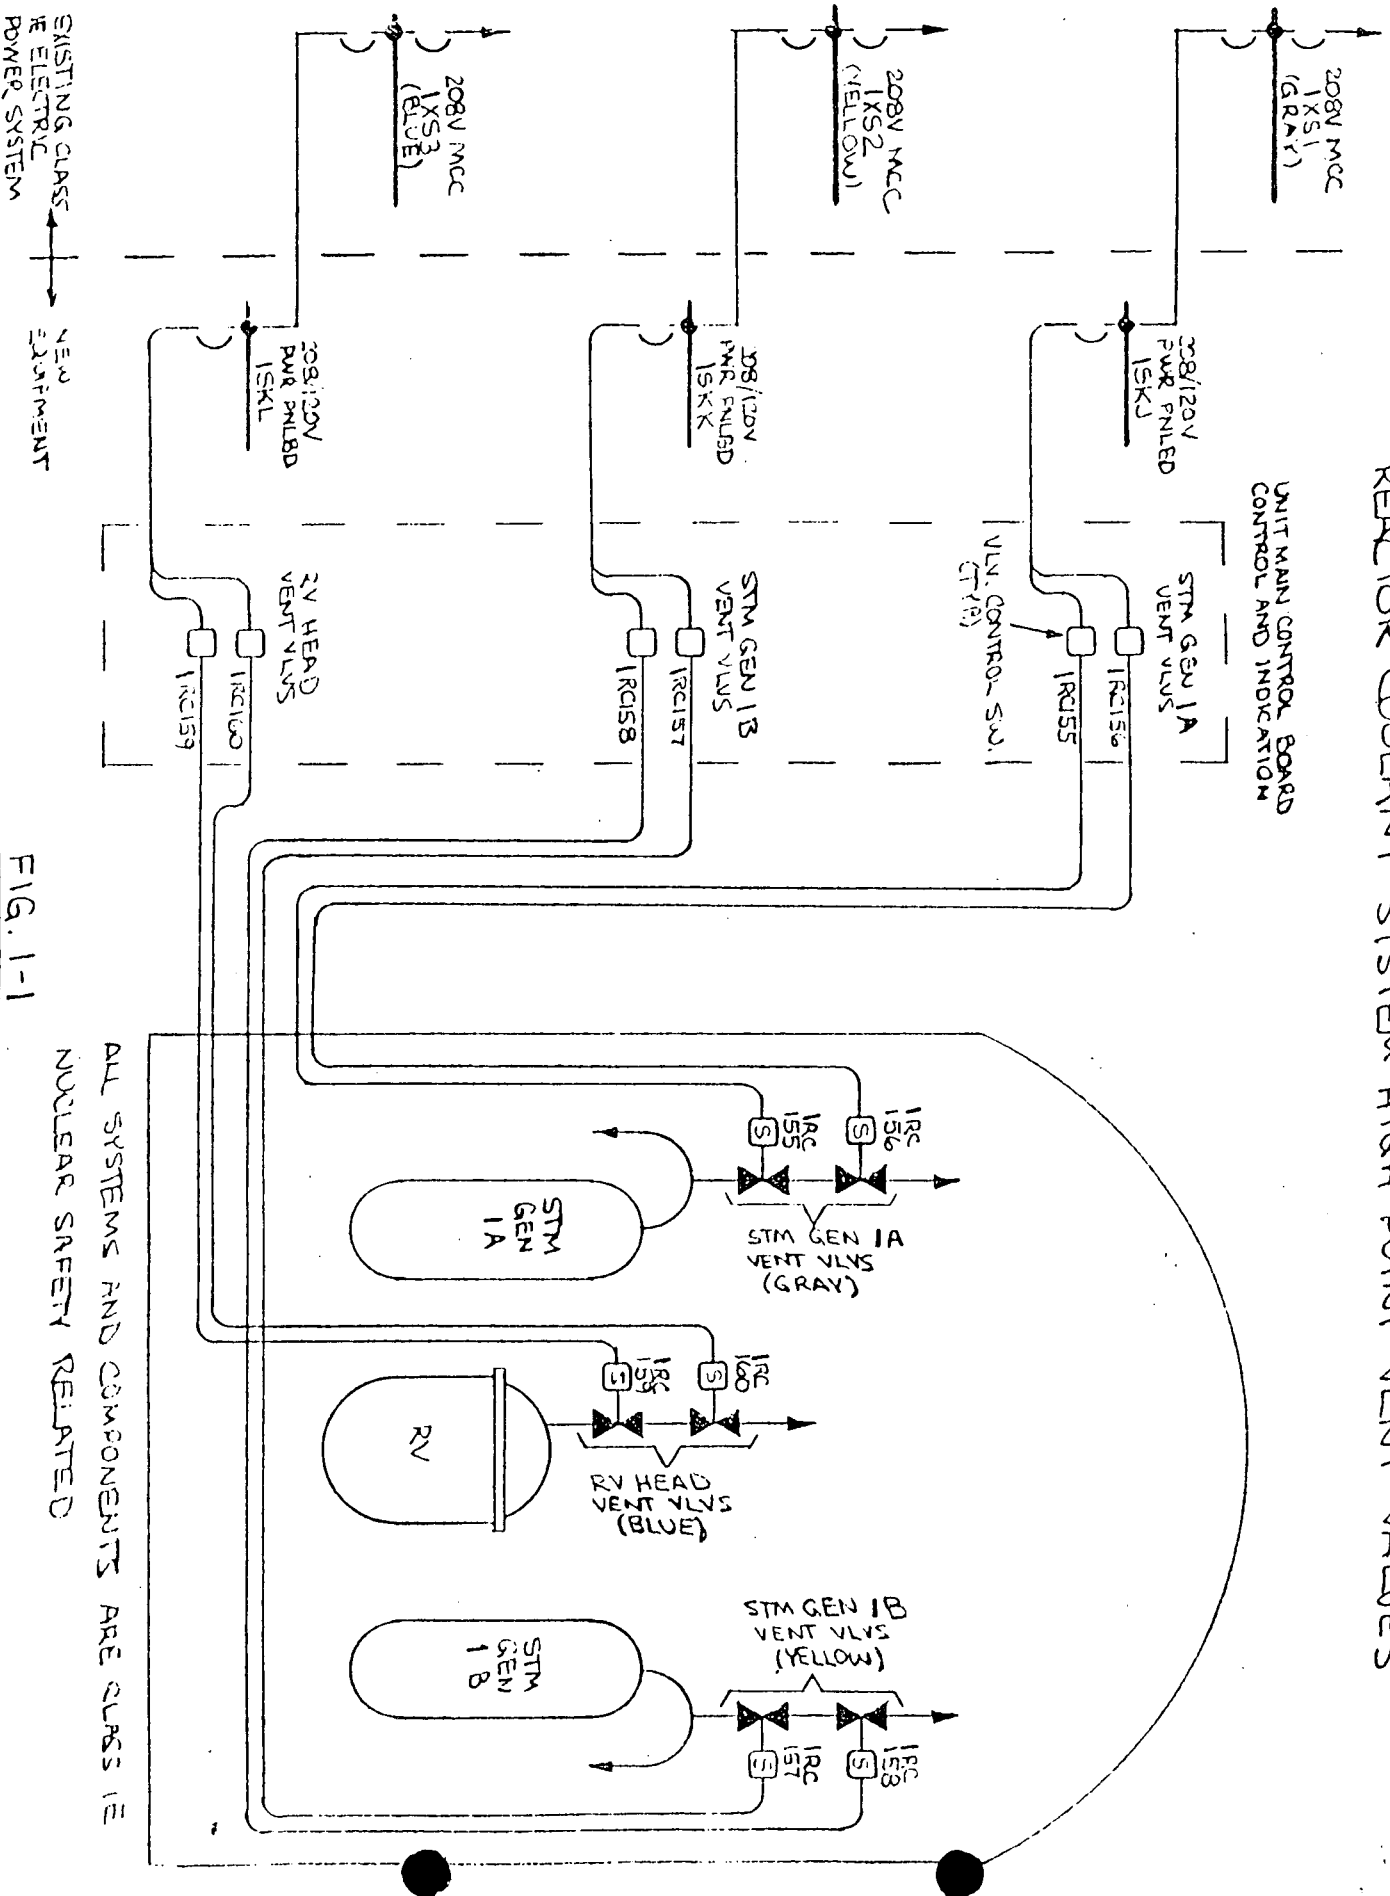 REACTOR COOLANT SYSTEM HIGH POINT VENT VALVES
208V MCC
1XS1
(GRAY)
208V MCC
1XS2
(YELLOW)
208V MCC
1XS3
(BLUE)
EXISTING CLASS
IE ELECTRIC
POWER SYSTEM
NEW
EQUIPMENT
208/120V
PWR PNLBD
1SKJ
208/120V
PWR PNLBD
1SKK
208/120V
PWR PNLBD
1SKL
UNIT MAIN CONTROL BOARD
CONTROL AND INDICATION
STM GEN 1A
VENT VLVS
1RC156
1RC155
VLV. CONTROL SW.
(TYP.)
STM GEN 1B
VENT VLVS
1RC157
1RC158
RV HEAD
VENT VLVS
1RC160
1RC159
1RC
156
1RC
155
STM GEN 1A
VENT VLVS
(GRAY)
S
S
STM
GEN
1A
1RC
160
1RC
159
S
S
RV HEAD
VENT VLVS
(BLUE)
RV
STM GEN 1B
VENT VLVS
(YELLOW)
1RC
158
1RC
157
S
S
STM
GEN
1B
ALL SYSTEMS AND COMPONENTS ARE CLASS IE
NUCLEAR SAFETY RELATED
FIG. 1-1